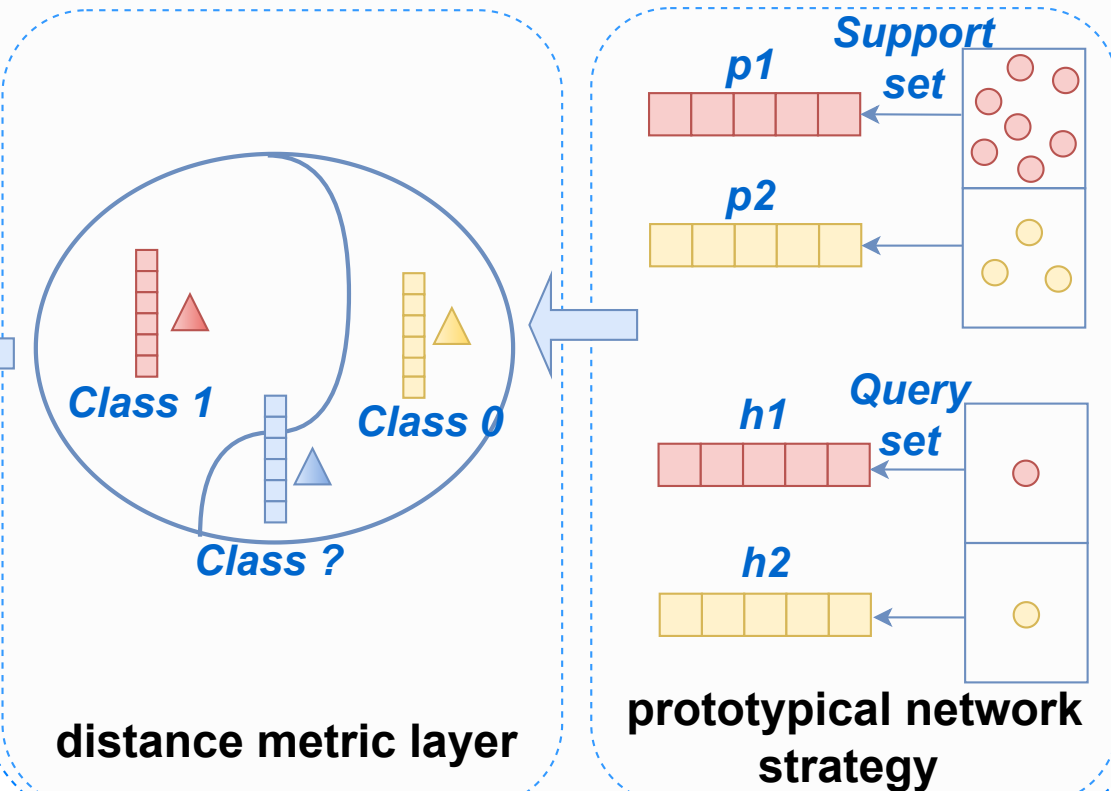 Class 1
Class 0
Class ?
distance metric layer
Support
set
p1
p2
Query
set
h1
h2
prototypical network
strategy